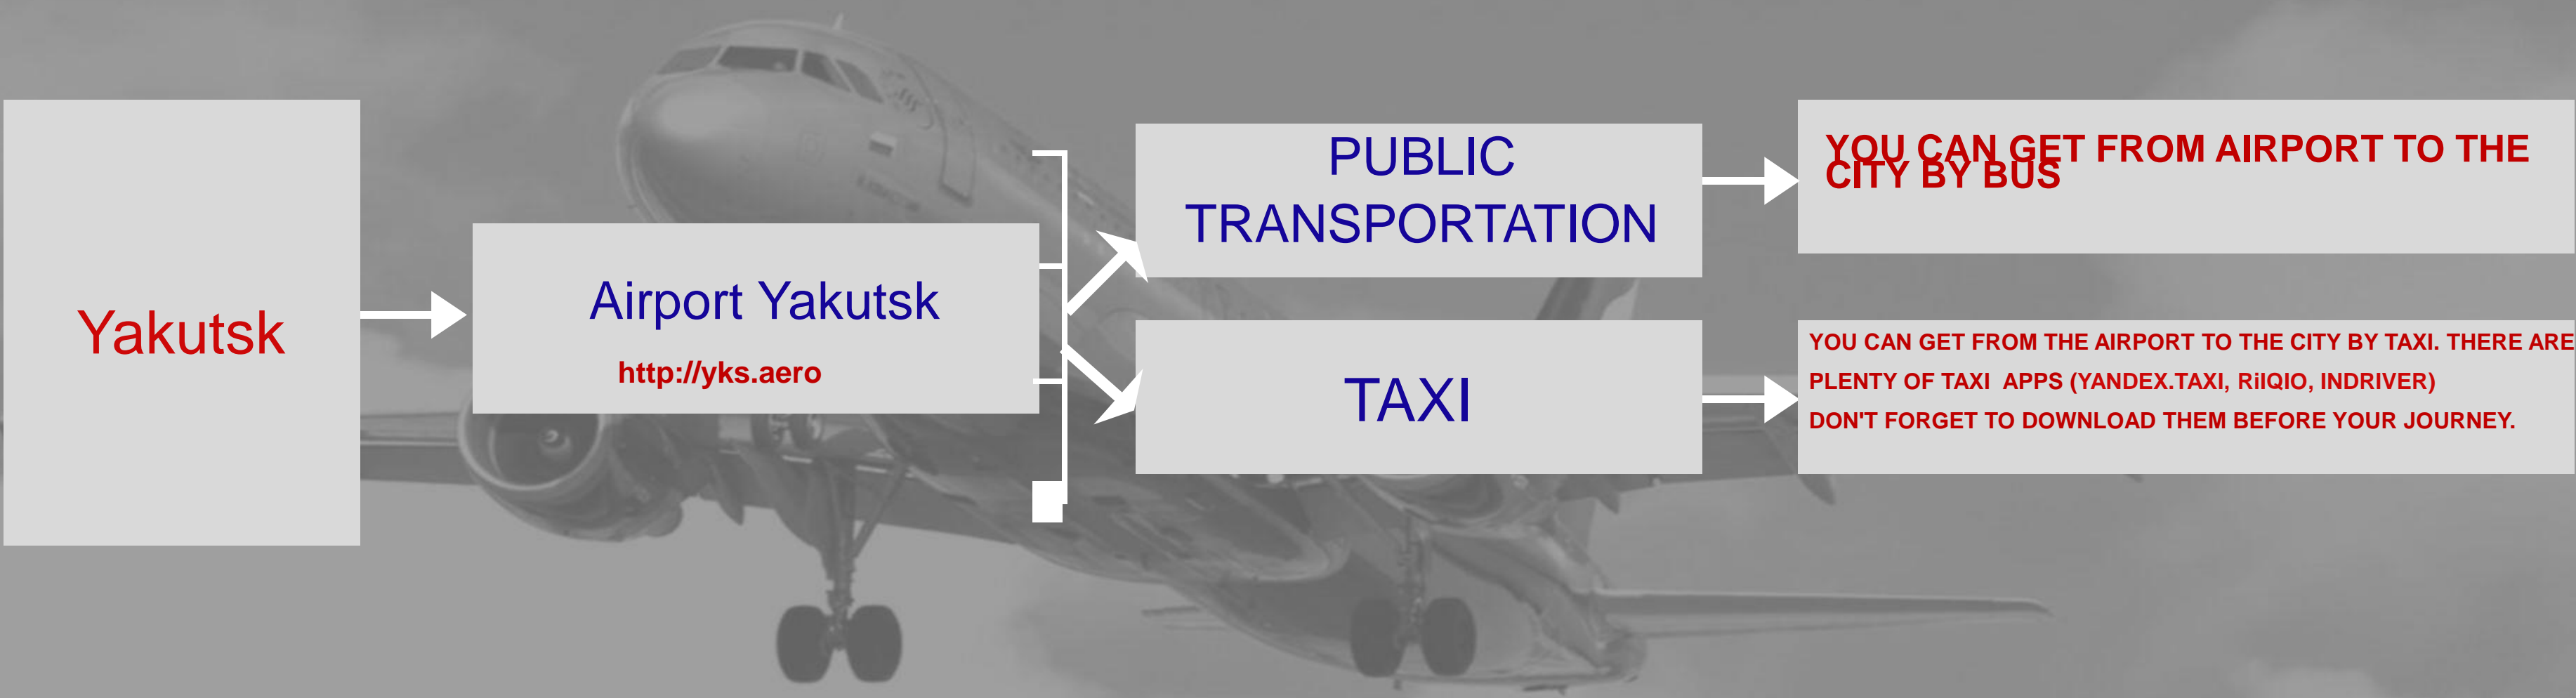 Yakutsk
Airport Yakutsk
http://yks.aero
PUBLIC
TRANSPORTATION
YOU CAN GET FROM AIRPORT TO THE
CITY BY BUS
TAXI
YOU CAN GET FROM THE AIRPORT TO THE CITY BY TAXI. THERE ARE
PLENTY OF TAXI APPS (YANDEX.TAXI, RiIQIO, INDRIVER)
DON'T FORGET TO DOWNLOAD THEM BEFORE YOUR JOURNEY.